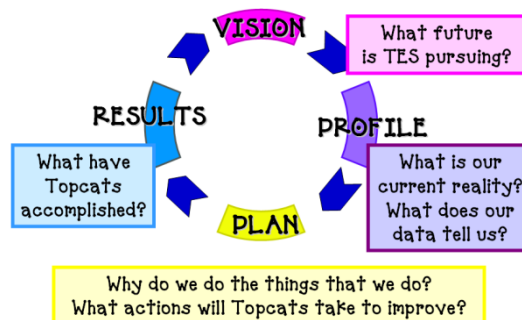 VISION
What future
is TES pursuing?
RESULTS
PROFILE
What have
Topcats
accomplished?
What is our
current reality?
What does our
data tell us?
PLAN
Why do we do the things that we do?
What actions will Topcats take to improve?